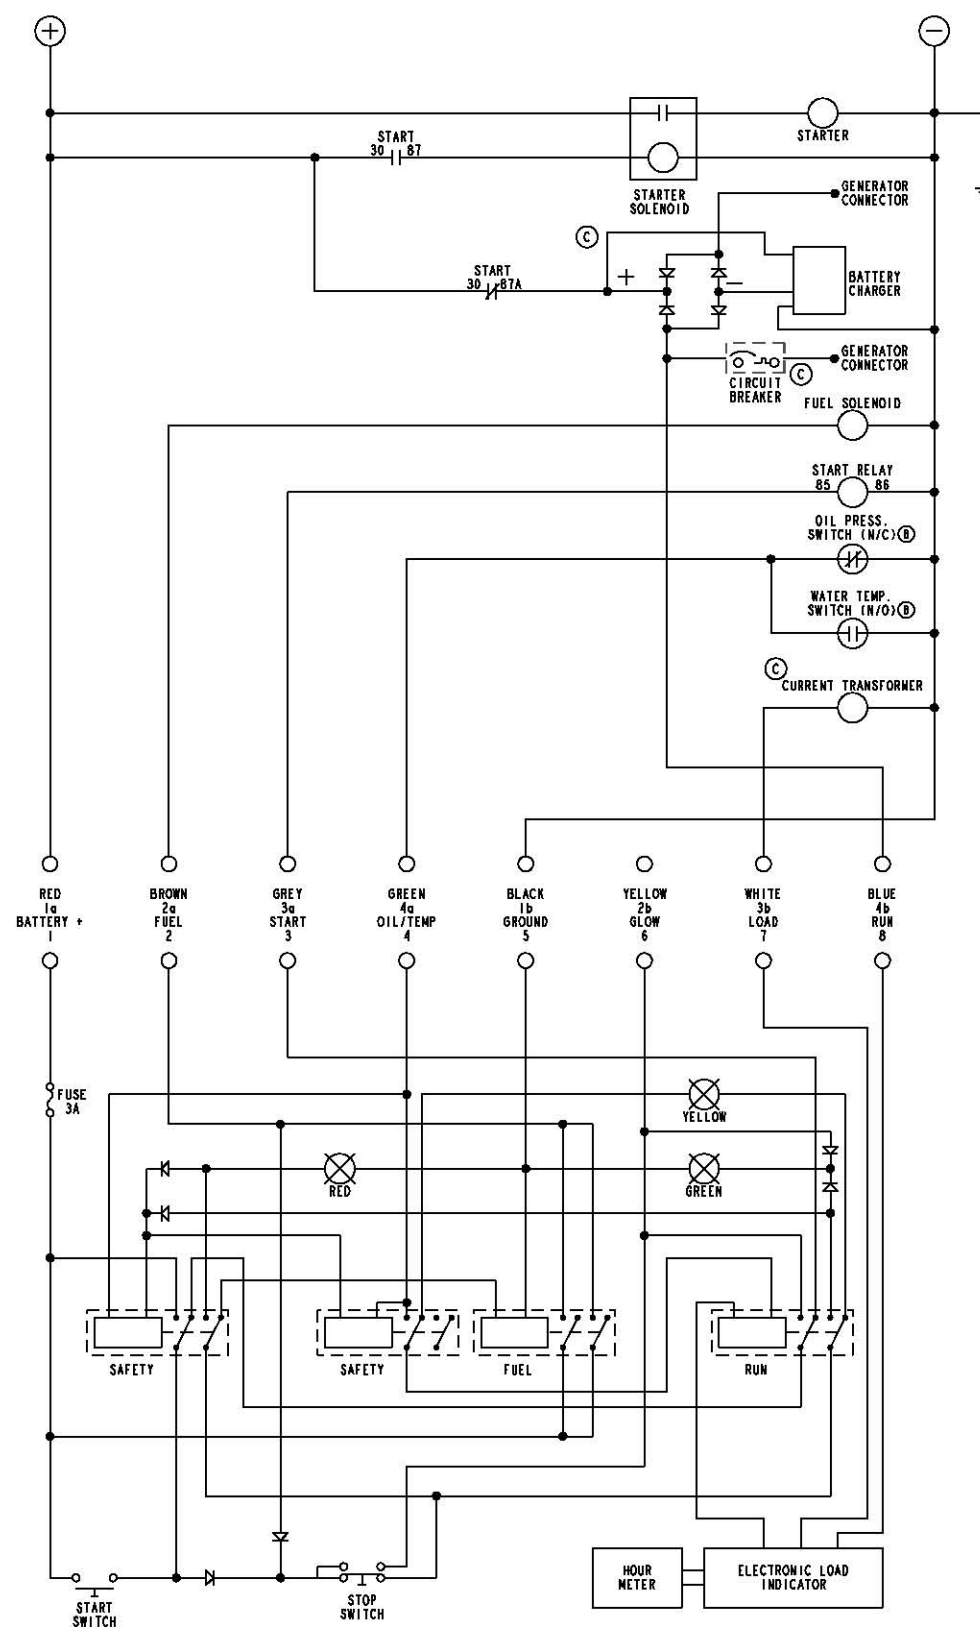 +
−
STARTER
START
30 87
STARTER
SOLENOID
GENERATOR
CONNECTOR
C
START
30 87A
+
−
BATTERY
CHARGER
GENERATOR
CONNECTOR
C
CIRCUIT
BREAKER
FUEL SOLENOID
START RELAY
85 86
OIL PRESS.
SWITCH (N/C) B
WATER TEMP.
SWITCH (N/O) B
C
CURRENT TRANSFORMER
RED
1a
BATTERY +
1
BROWN
2a
FUEL
2
GREY
3a
START
3
GREEN
4a
OIL/TEMP
4
BLACK
1b
GROUND
5
YELLOW
2b
GLOW
6
WHITE
3b
LOAD
7
BLUE
4b
RUN
8
FUSE
3A
YELLOW
RED
GREEN
SAFETY
SAFETY
FUEL
RUN
START
SWITCH
STOP
SWITCH
HOUR
METER
ELECTRONIC LOAD
INDICATOR